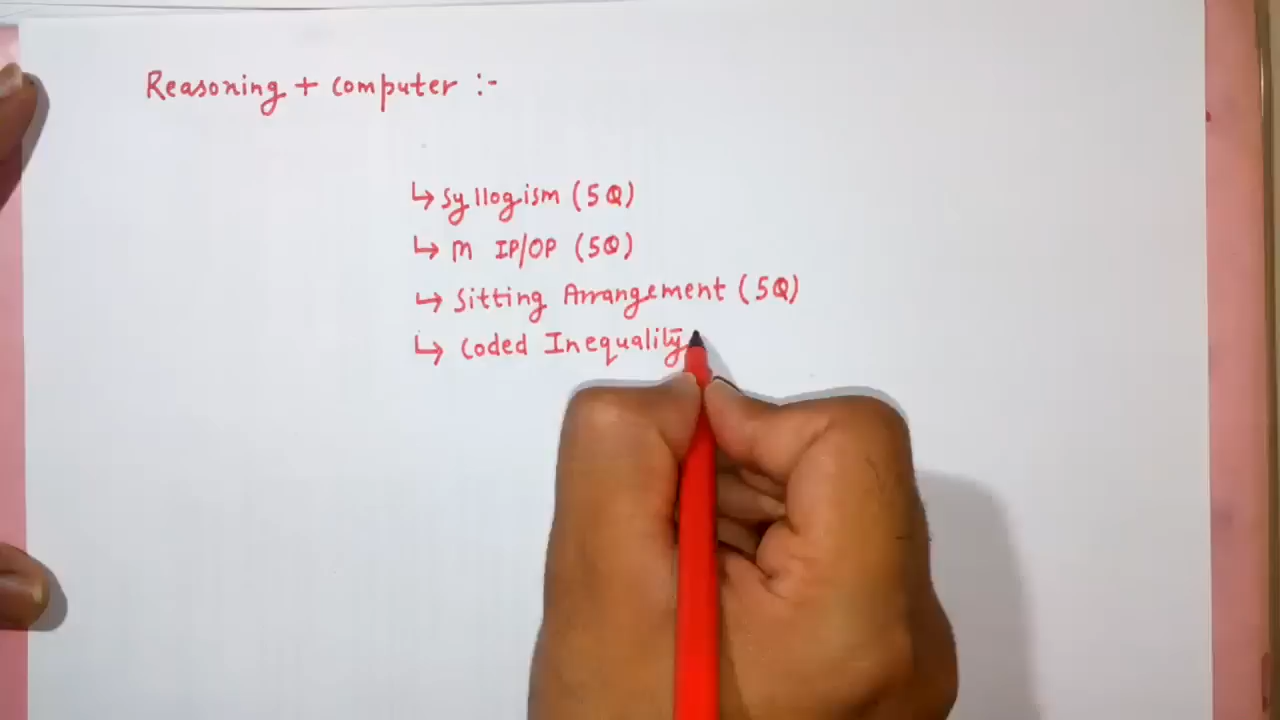 Reasoning + computer :-
↳ Syllogism (5Q)
↳ M IP/OP (5Q)
↳ Sitting Arrangement (5Q)
↳ Coded Inequality